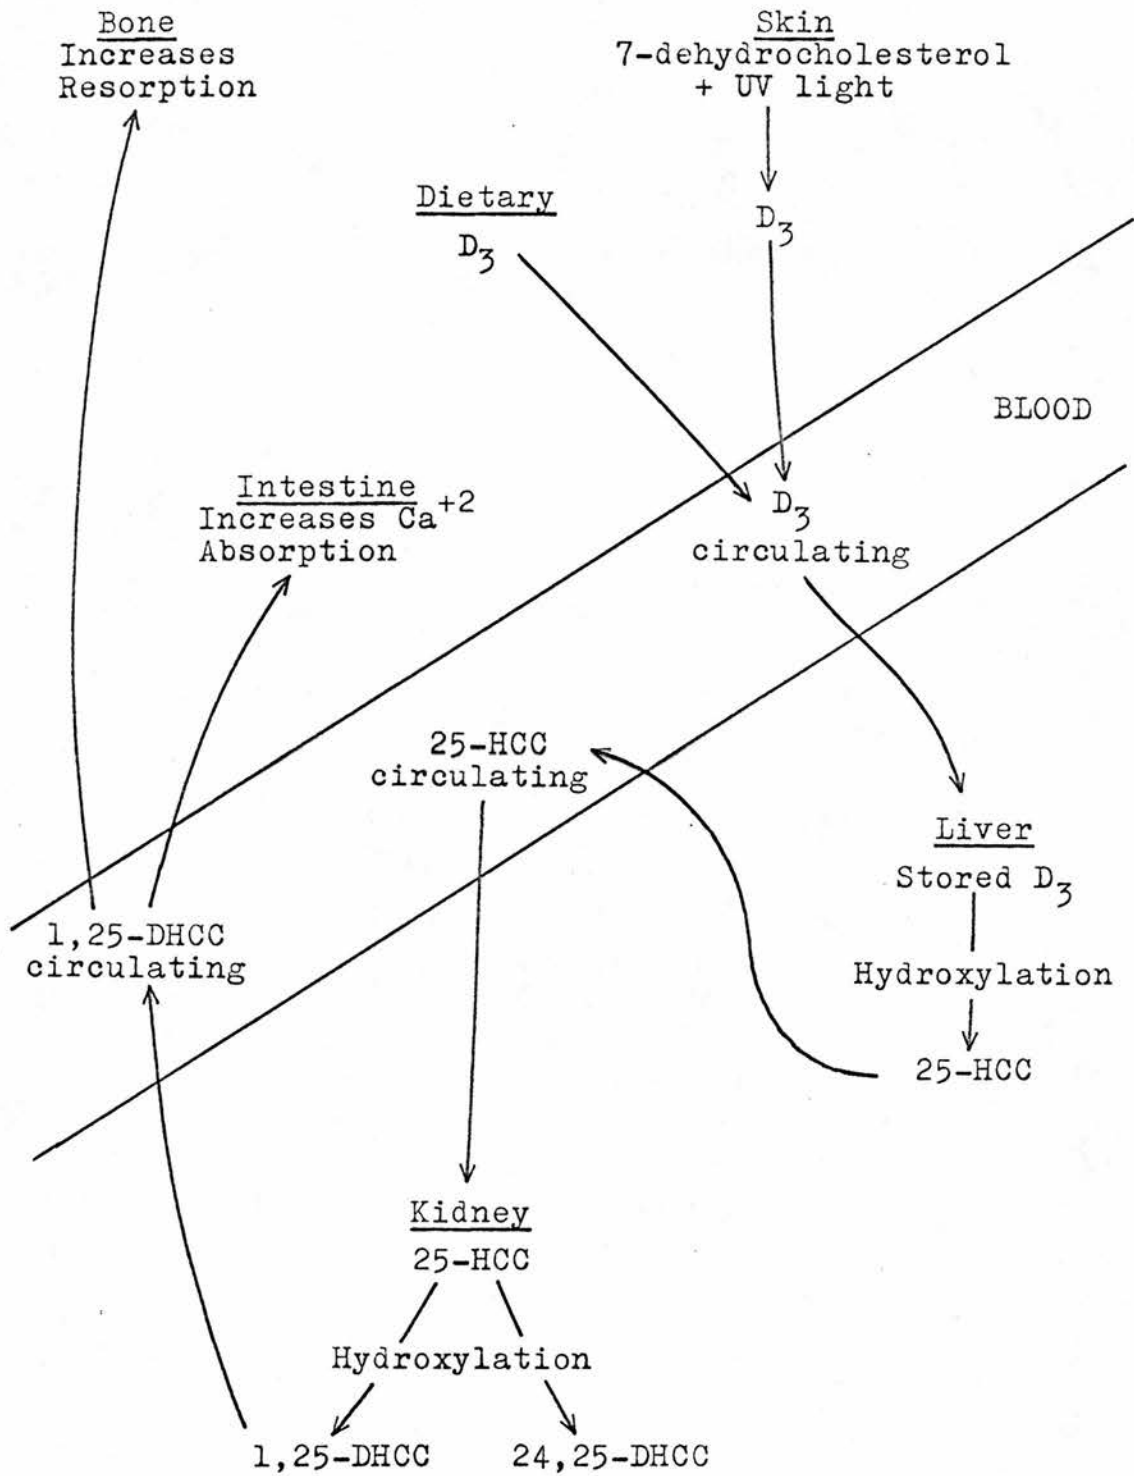 Bone
Increases
Resorption
Skin
7-dehydrocholesterol
+ UV light
Dietary
D3
D3
BLOOD
Intestine
Increases Ca+2
Absorption
D3
circulating
25-HCC
circulating
Liver
Stored D3
Hydroxylation
25-HCC
1,25-DHCC
circulating
Kidney
25-HCC
Hydroxylation
1,25-DHCC
24,25-DHCC